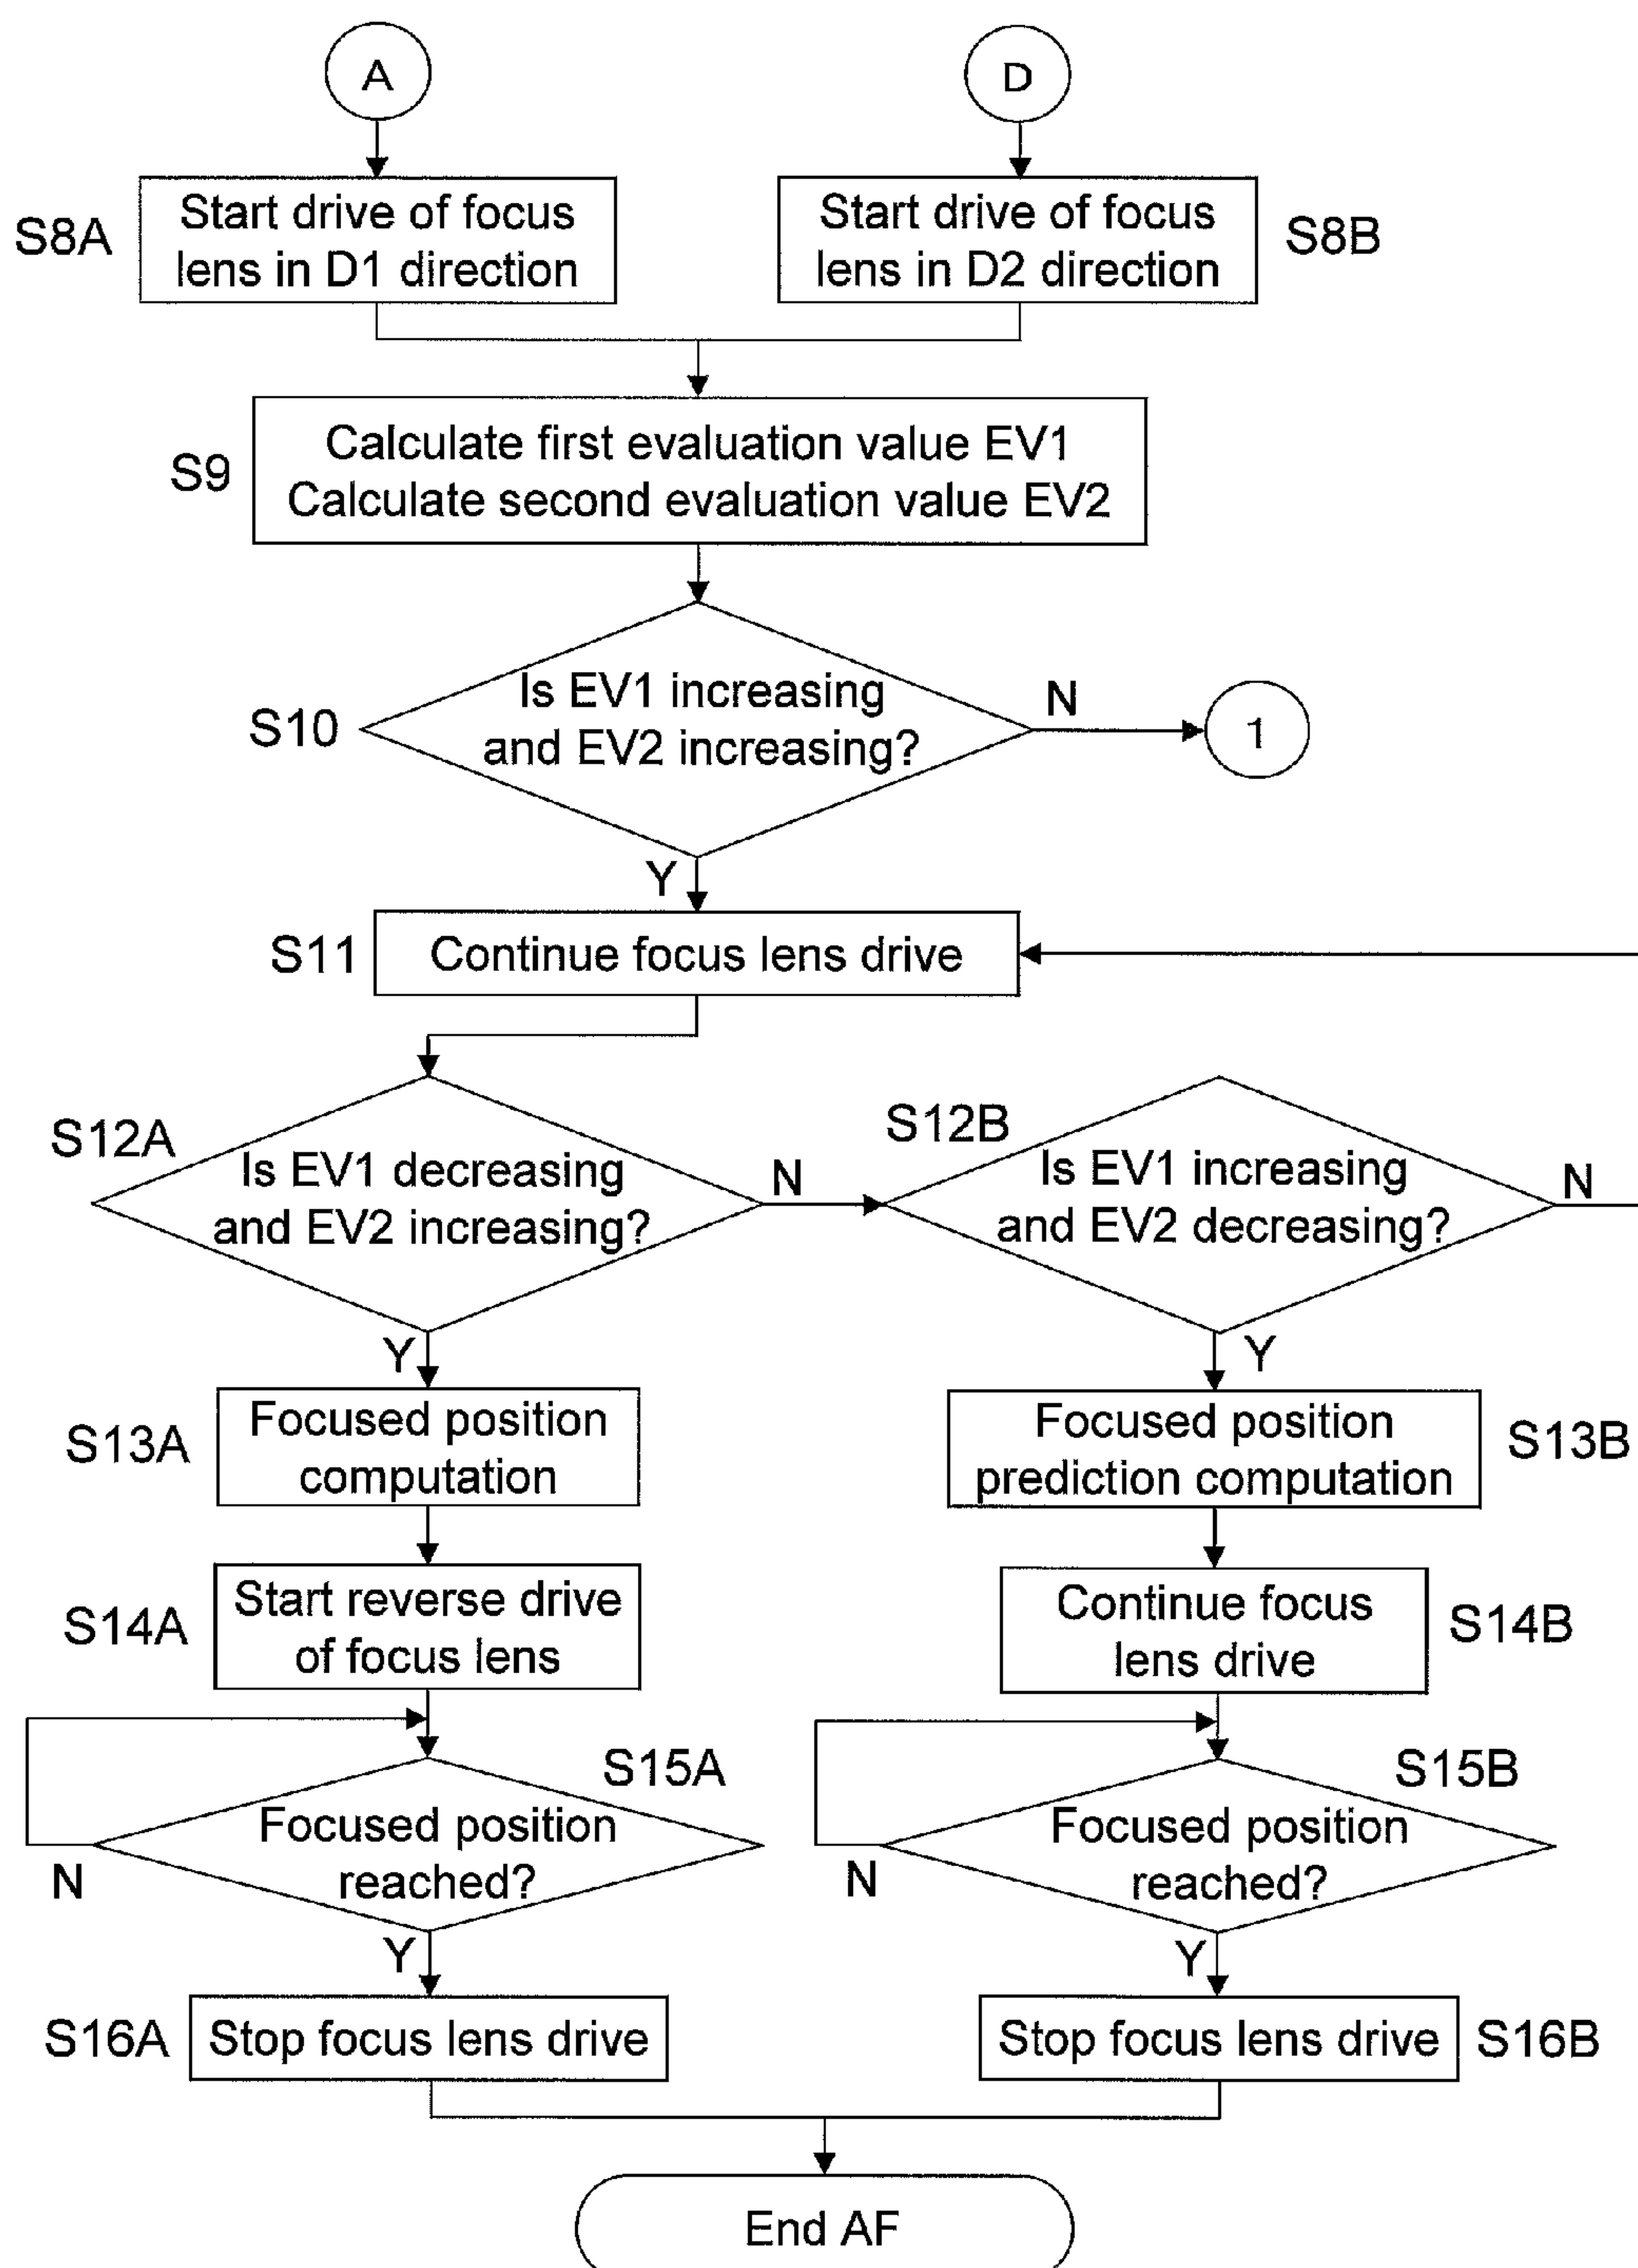 A
D
S8A
Start drive of focus
lens in D1 direction
Start drive of focus
lens in D2 direction
S8B
S9
Calculate first evaluation value EV1
Calculate second evaluation value EV2
S10
Is EV1 increasing
and EV2 increasing?
N
1
Y
S11
Continue focus lens drive
S12A
Is EV1 decreasing
and EV2 increasing?
N
S12B
Is EV1 increasing
and EV2 decreasing?
N
Y
Y
S13A
Focused position
computation
Focused position
prediction computation
S13B
S14A
Start reverse drive
of focus lens
Continue focus
lens drive
S14B
S15A
Focused position
reached?
N
S15B
Focused position
reached?
N
Y
Y
S16A
Stop focus lens drive
Stop focus lens drive
S16B
End AF